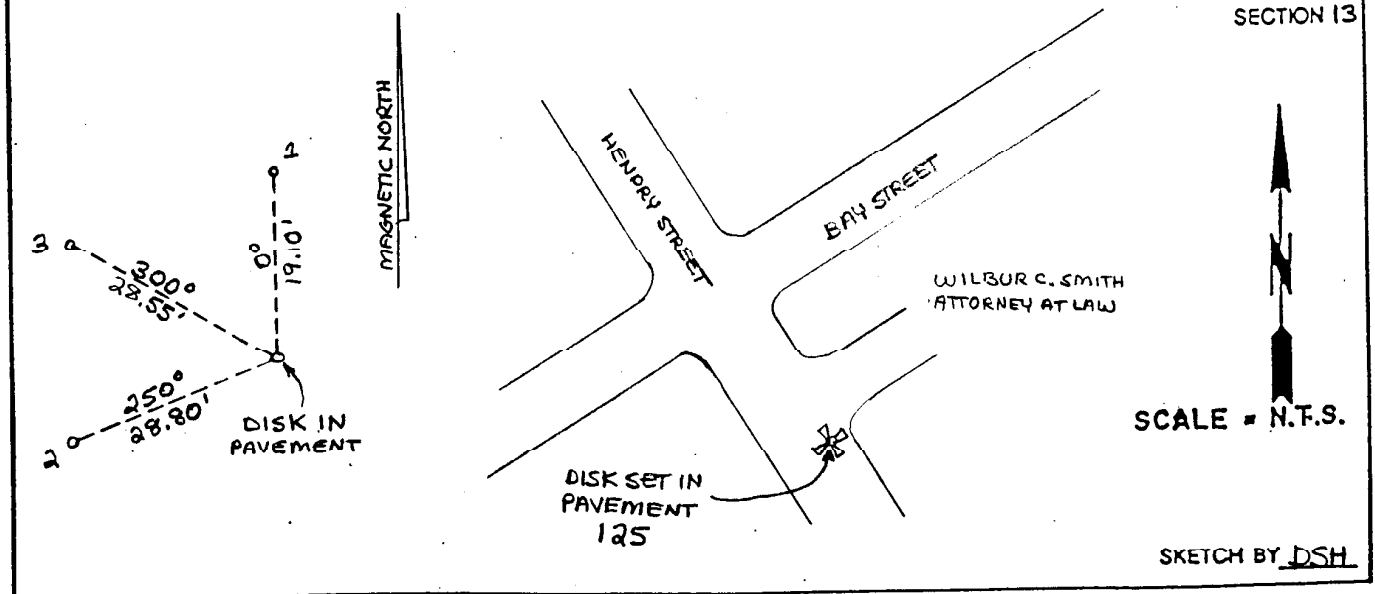 SECTION 13
MAGNETIC NORTH
1
0°
19.10'
3
300°
28.55'
250°
28.80'
2
DISK IN
PAVEMENT
HENDRY STREET
BAY STREET
WILBUR C. SMITH
ATTORNEY AT LAW
DISK SET IN
PAVEMENT
125
N
SCALE = N.T.S.
SKETCH BY DSH